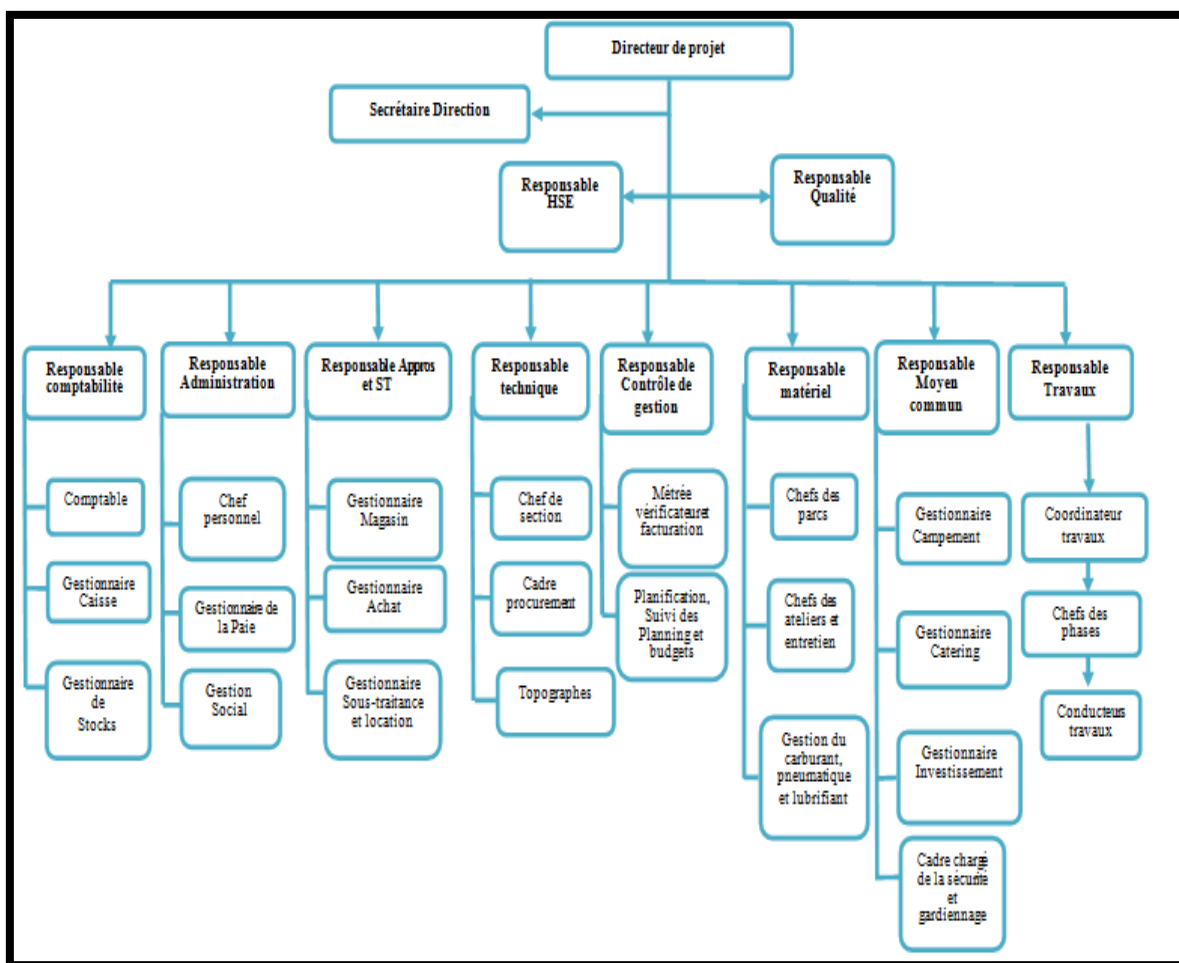 Directeur de projet
Secrétaire Direction
Responsable
HSE
Responsable
Qualité
Responsable
comptabilité
Responsable
Administration
Responsable Appros
et ST
Responsable
technique
Responsable
Contrôle de
gestion
Responsable
matériel
Responsable
Moyen
commun
Responsable
Travaux
Comptable
Gestionnaire
Caisse
Gestionnaire
de
Stocks
Chef
personnel
Gestionnaire de
la Paie
Gestion
Social
Gestionnaire
Magasin
Gestionnaire
Achat
Gestionnaire
Sous-traitance
et location
Chef de
section
Cadre
procurement
Topographes
Métrée
vérificateur et
facturation
Planification,
Suivi des
Planning et
budgets
Chefs des
parcs
Chefs des
ateliers et
entretien
Gestion du
carburant,
pneumatique
et lubrifiant
Gestionnaire
Campement
Gestionnaire
Catering
Gestionnaire
Investissement
Cadre chargé
de la sécurité
et
gardiennage
Coordinateur
travaux
Chefs des
phases
Conducteurs
travaux